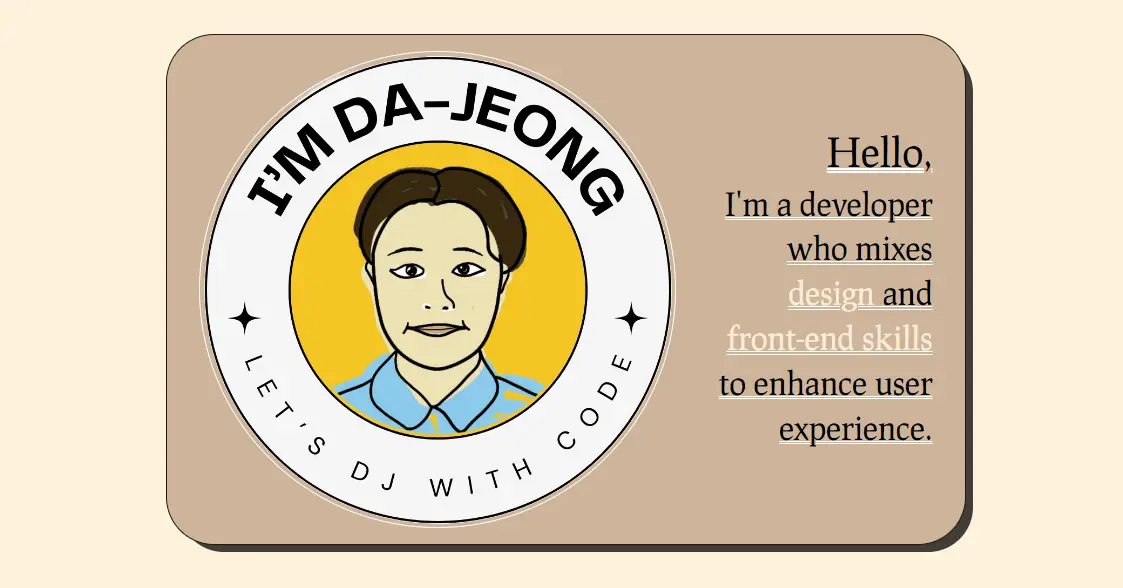 I'M DA–JEONG
LET'S DJ WITH CODE
Hello,
I'm a developer
who mixes
design and
front-end skills
to enhance user
experience.